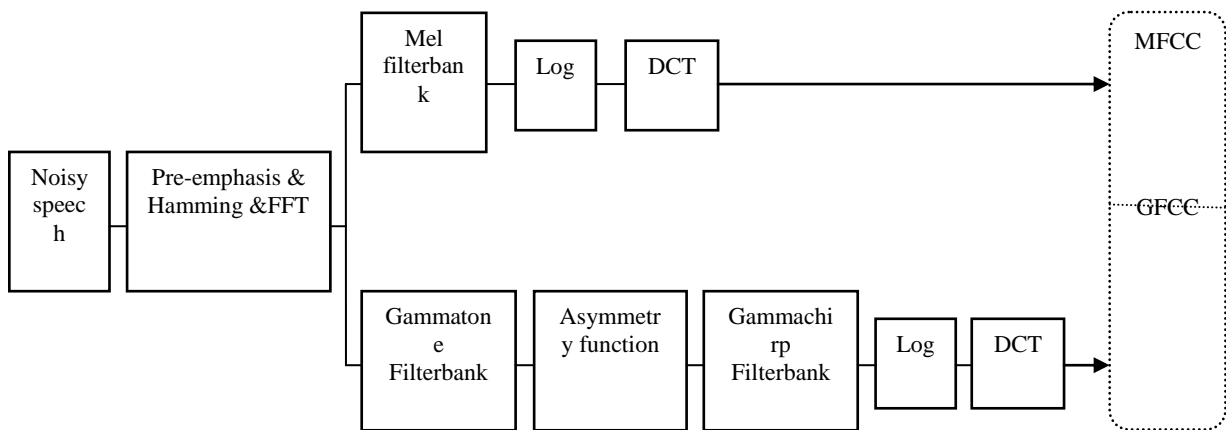 Mel
filterban
k
Log
DCT
MFCC
Noisy
speec
h
Pre-emphasis &
Hamming &FFT
GFCC
Gammaton
e
Filterbank
Asymmetr
y function
Gammachi
rp
Filterbank
Log
DCT